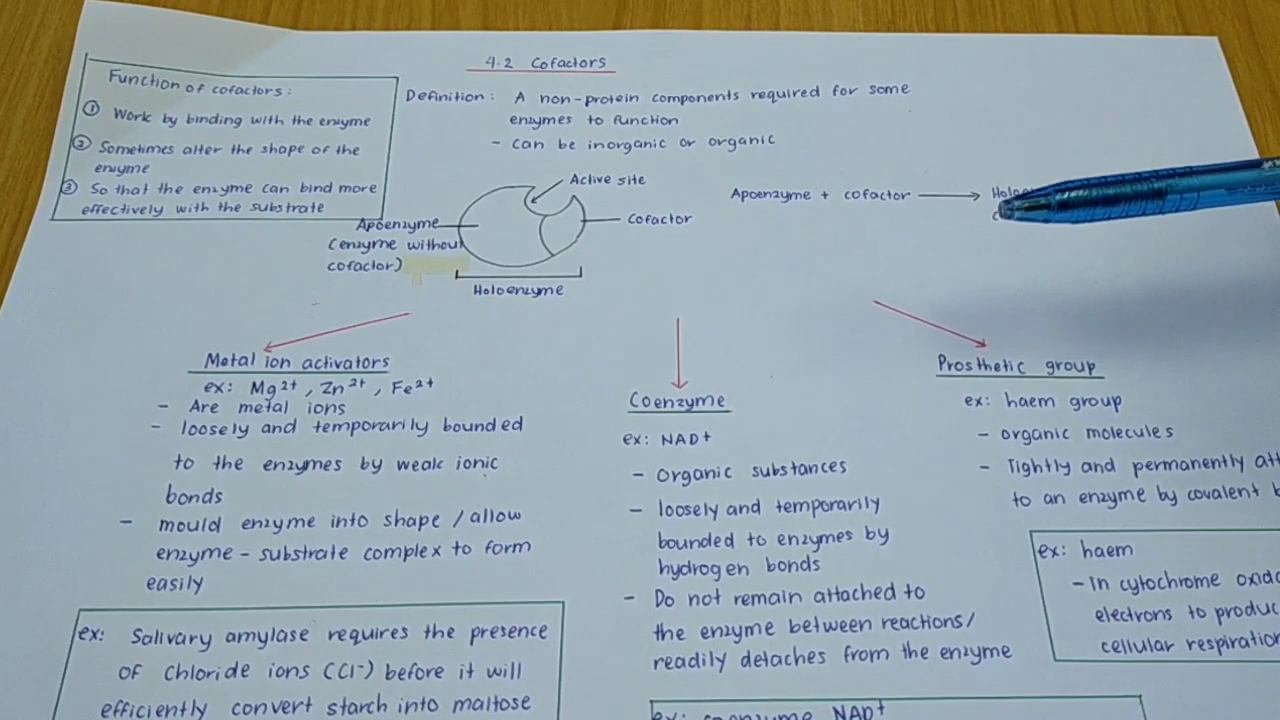 4.2 Cofactors
Function of cofactors:
① Work by binding with the enzyme
② Sometimes alter the shape of the
enzyme
③ So that the enzyme can bind more
effectively with the substrate
Definition: A non-protein components required for some
enzymes to function
- can be inorganic or organic
Active site
Cofactor
Apoenzyme
(enzyme without
cofactor)
Holoenzyme
Apoenzyme + cofactor →
Metal ion activators
ex: Mg²⁺, Zn²⁺, Fe²⁺
- Are metal ions
- loosely and temporarily bounded
to the enzymes by weak ionic
bonds
- mould enzyme into shape / allow
enzyme - substrate complex to form
easily
ex: Salivary amylase requires the presence
of chloride ions (Cl⁻) before it will
efficiently convert starch into maltose
Coenzyme
ex: NAD⁺
- Organic substances
- loosely and temporarily
bounded to enzymes by
hydrogen bonds
- Do not remain attached to
the enzyme between reactions/
readily detaches from the enzyme
ex: coenzyme NAD⁺
Prosthetic group
ex: haem group
- organic molecules
- Tightly and permanently
to an enzyme by covalent
ex: haem
- In cytochrome
electrons to
cellular respiration